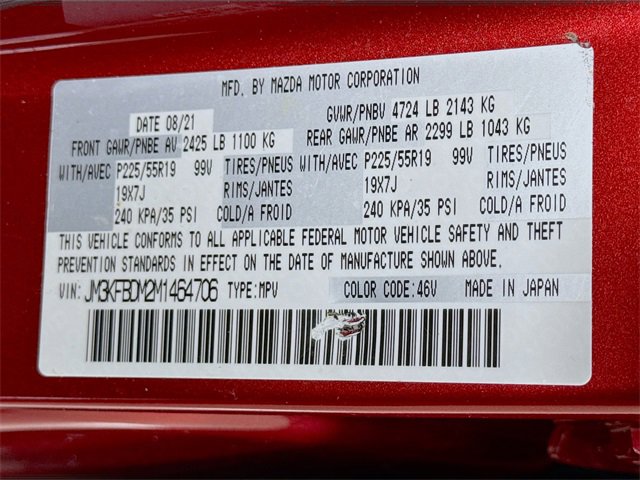 MFD. BY MAZDA MOTOR CORPORATION
DATE 08/21 GVWR/PNBV 4724 LB 2143 KG
FRONT GAWR/PNBE AV 2425 LB 1100 KG REAR GAWR/PNBE AR 2299 LB 1043 KG
WITH/AVEC P225/55R19 99V TIRES/PNEUS WITH/AVEC P225/55R19 99V TIRES/PNEUS
19X7J RIMS/JANTES 19X7J RIMS/JANTES
240 KPA/35 PSI COLD/A FROID 240 KPA/35 PSI COLD/A FROID
THIS VEHICLE CONFORMS TO ALL APPLICABLE FEDERAL MOTOR VEHICLE SAFETY AND THEFT
PREVENTION STANDARDS IN EFFECT ON THE DATE OF MANUFACTURE SHOWN ABOVE.
VIN: JM3KFBDM2M1464706 TYPE:MPV COLOR CODE:46V MADE IN JAPAN